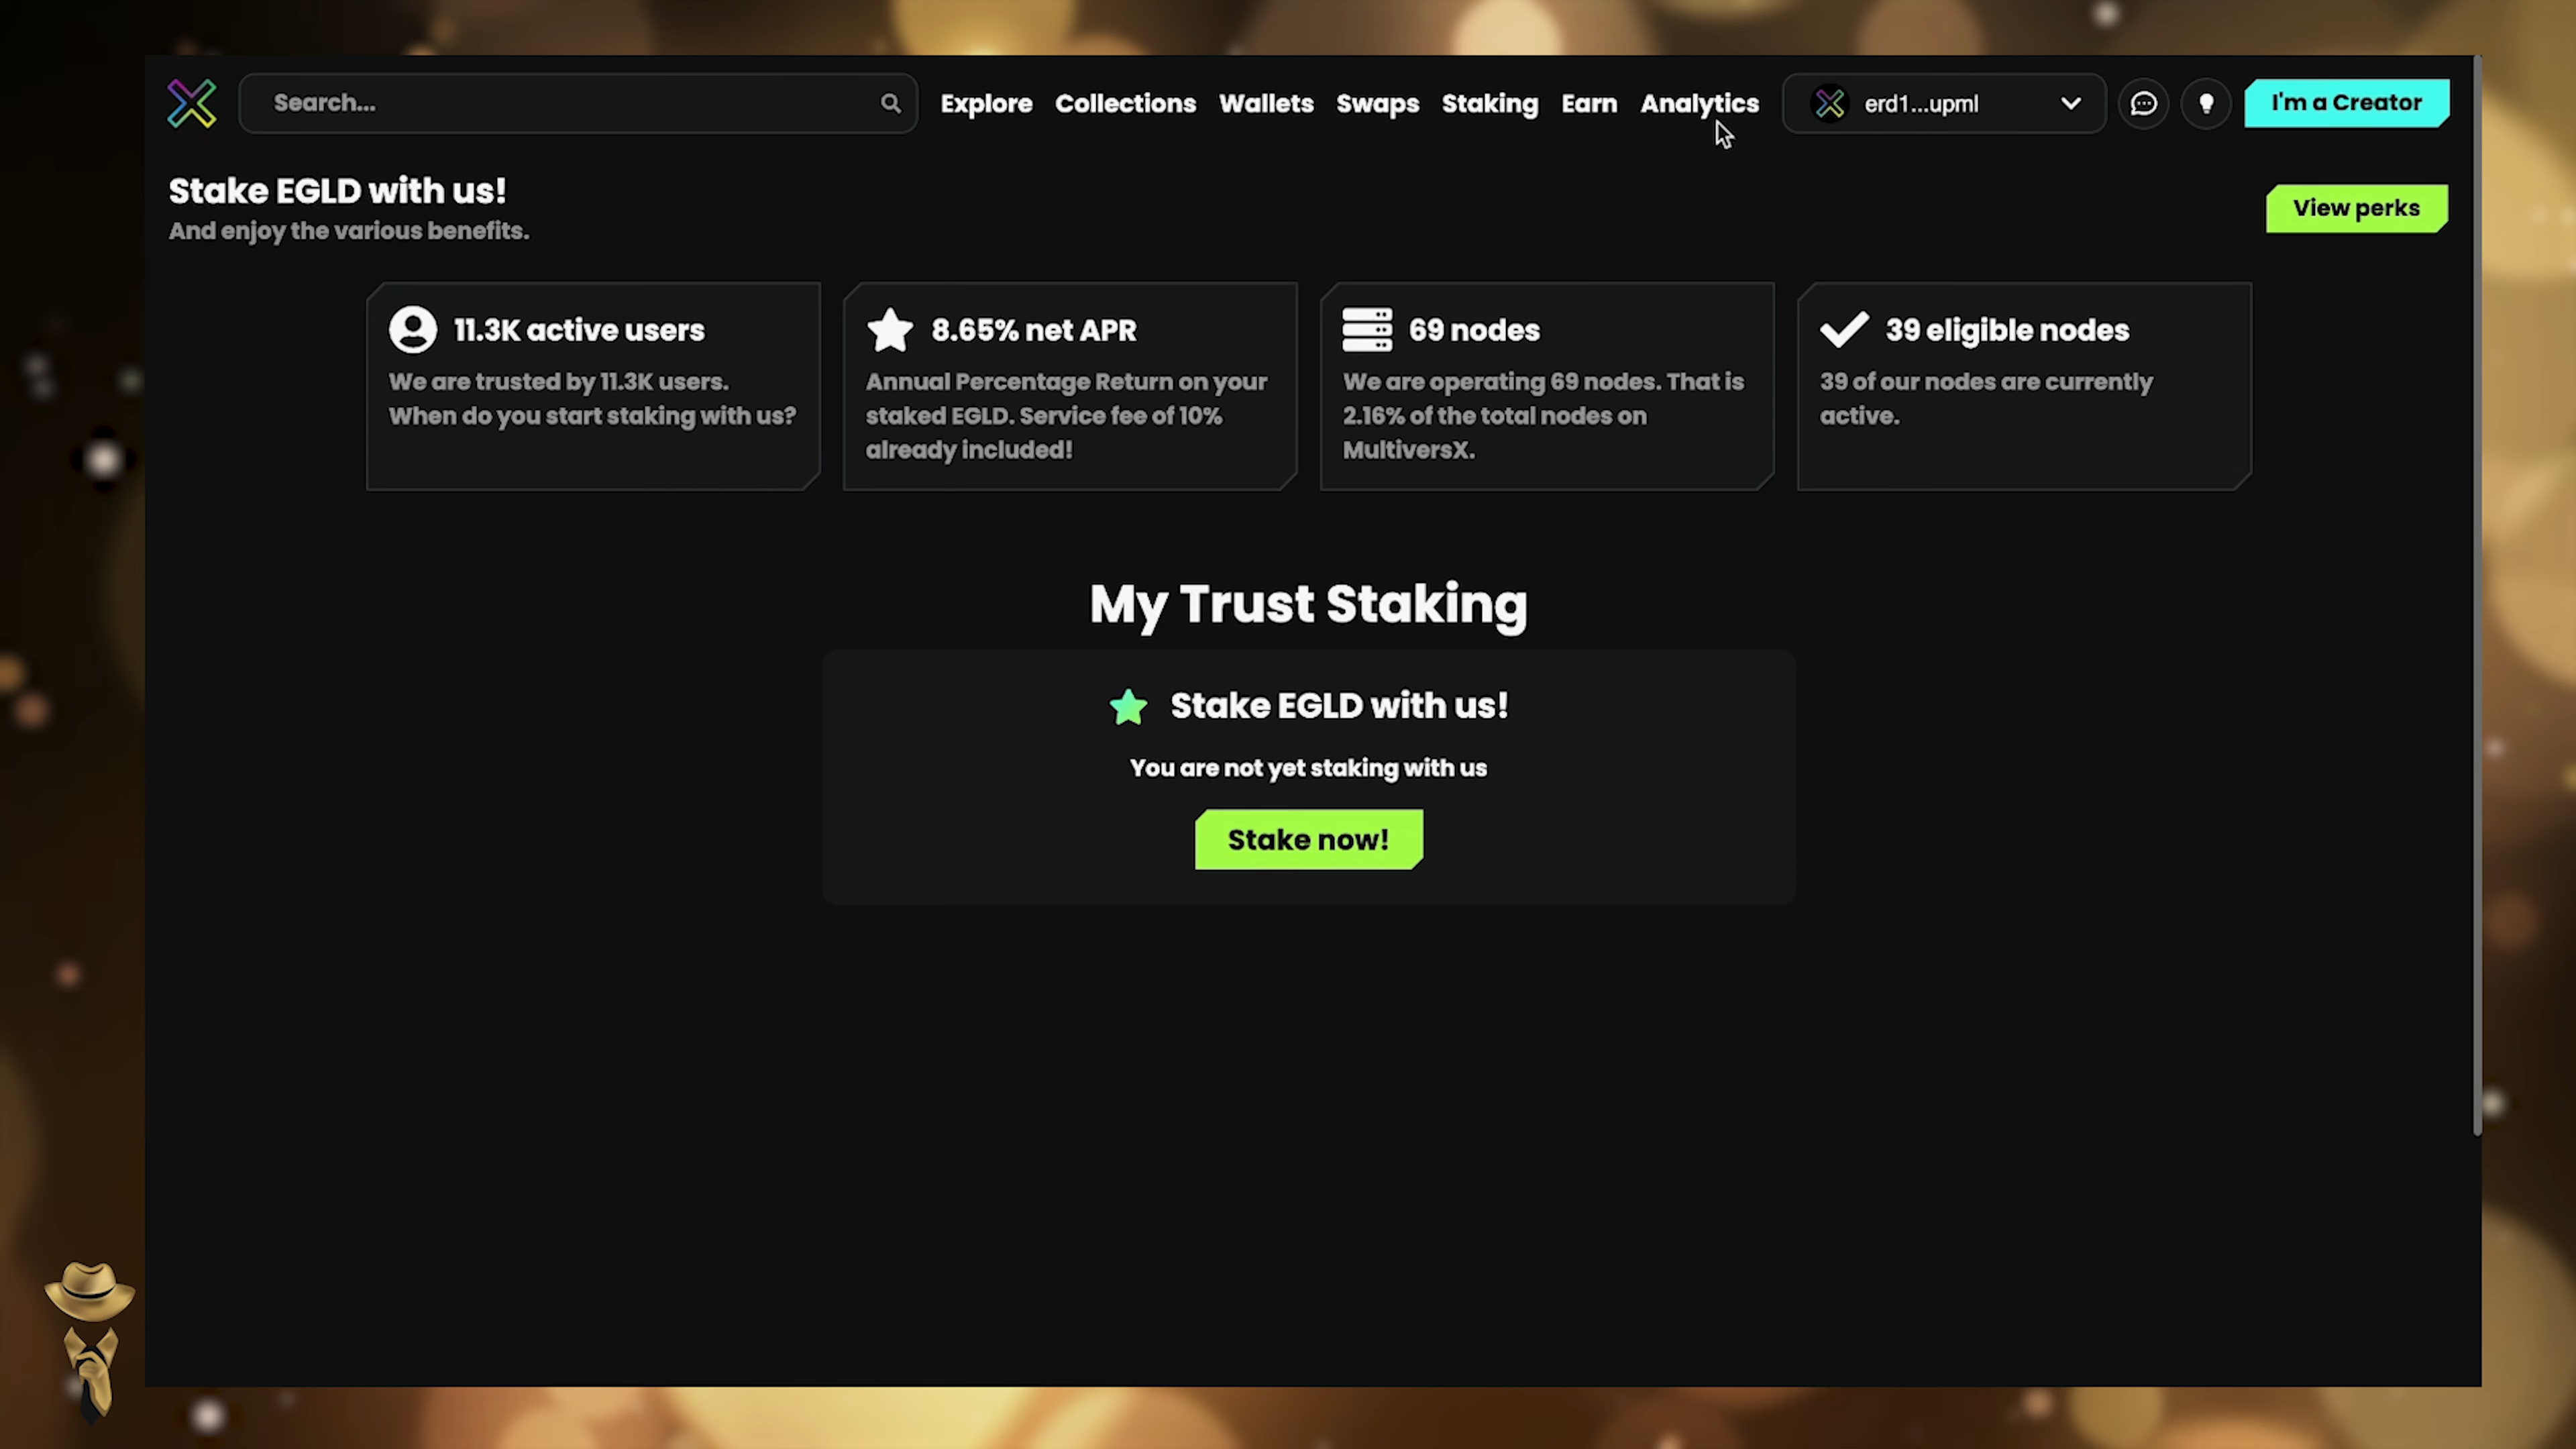 Search...
Explore Collections Wallets Swaps Staking Earn Analytics
erd1...upml
I'm a Creator
Stake EGLD with us!
And enjoy the various benefits.
View perks
11.3K active users
We are trusted by 11.3K users.
When do you start staking with us?
8.65% net APR
Annual Percentage Return on your
staked EGLD. Service fee of 10%
already included!
69 nodes
We are operating 69 nodes. That is
2.16% of the total nodes on
MultiversX.
39 eligible nodes
39 of our nodes are currently
active.
My Trust Staking
Stake EGLD with us!
You are not yet staking with us
Stake now!